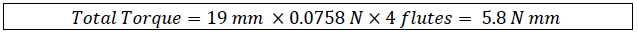 Total Torque = 19 mm × 0.0758 N × 4 flutes = 5.8 N mm